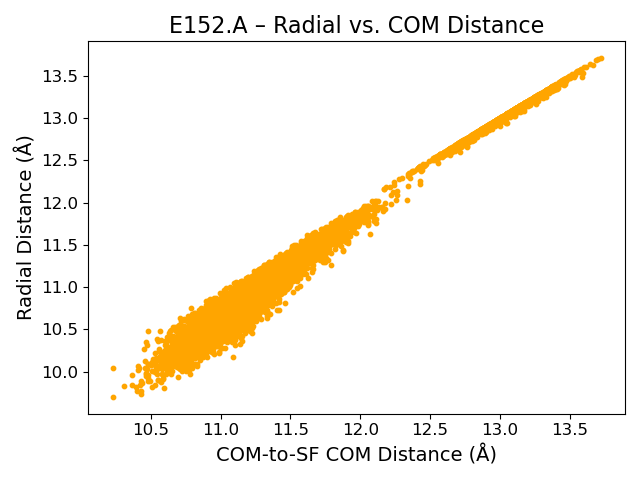 E152.A – Radial vs. COM Distance
Radial Distance (Å)
13.5
13.0
12.5
12.0
11.5
11.0
10.5
10.0
10.5 11.0 11.5 12.0 12.5 13.0 13.5
COM-to-SF COM Distance (Å)